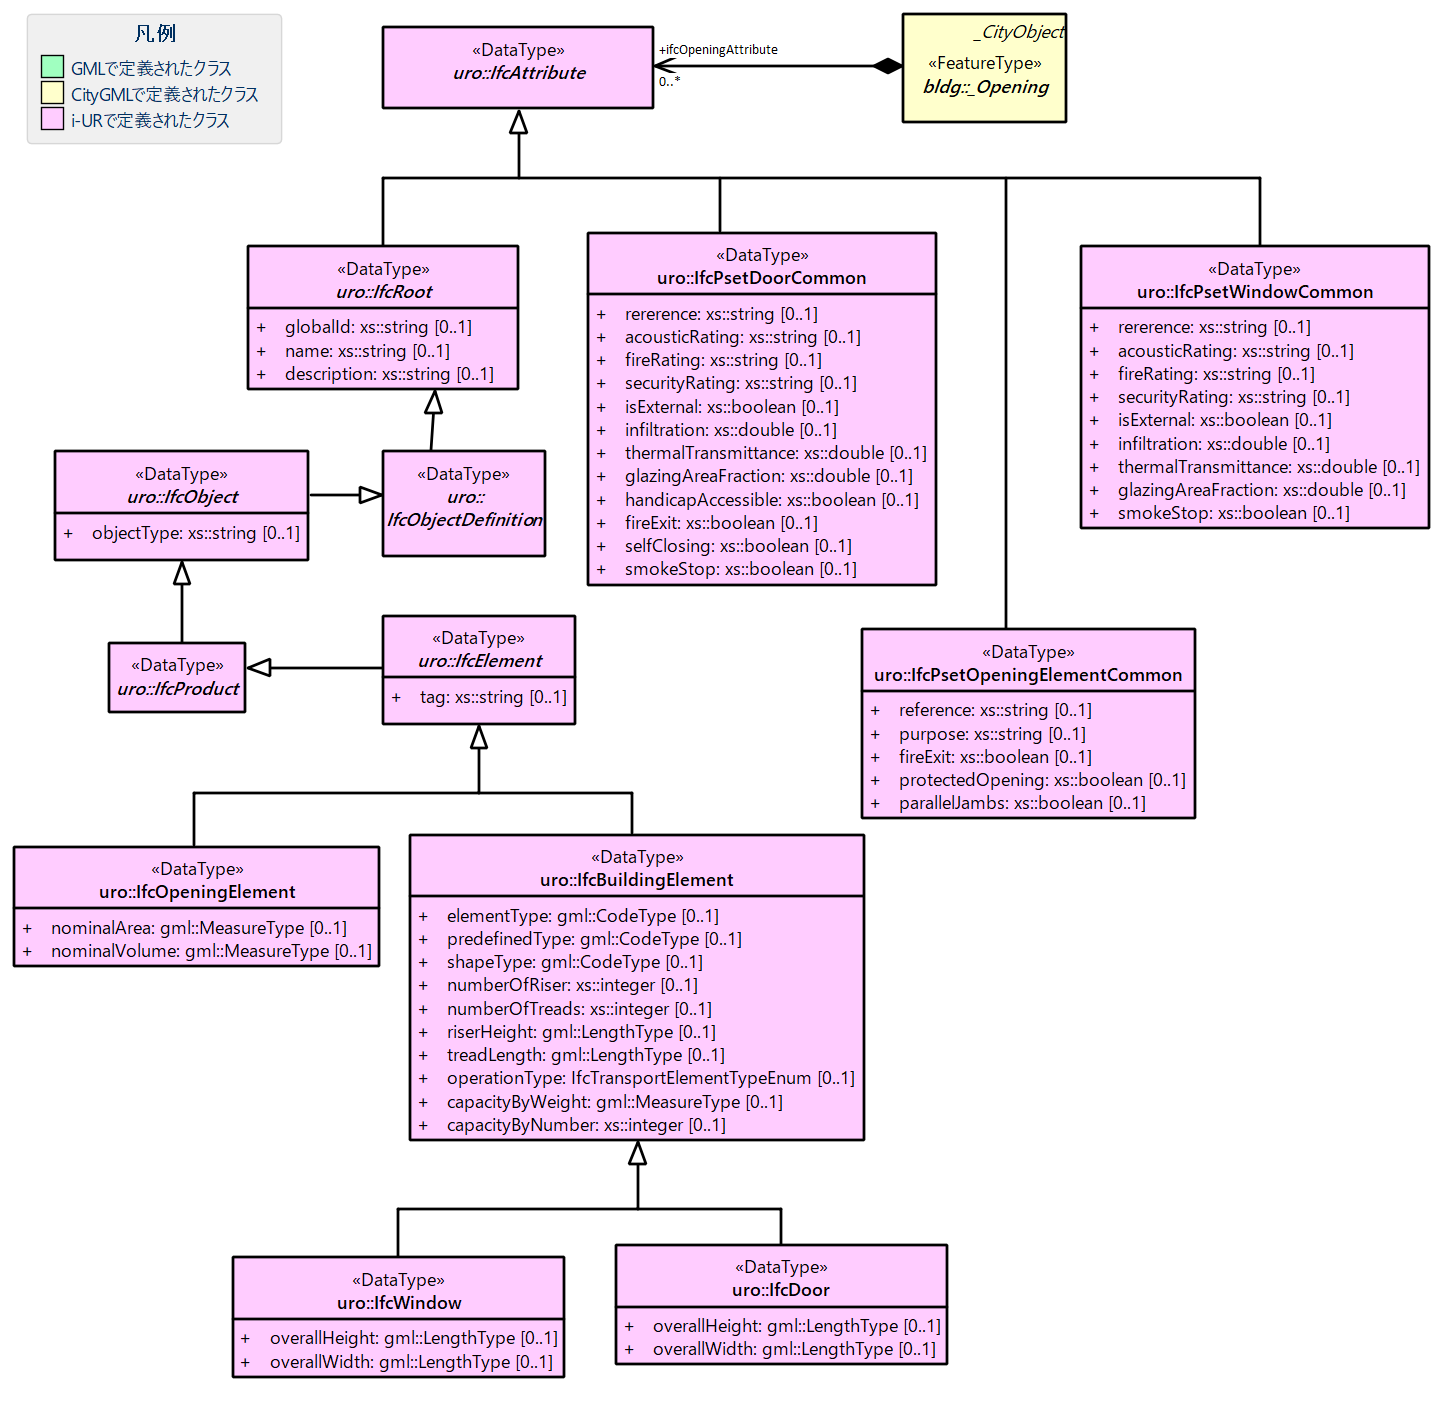 凡例
GMLで定義されたクラス
CityGMLで定義されたクラス
i-URで定義されたクラス
«DataType»
uro::IfcAttribute
+ifcOpeningAttribute
0..*
_CityObject
«FeatureType»
bldg::_Opening
«DataType»
uro::IfcRoot
+ globalId: xs::string [0..1]
+ name: xs::string [0..1]
+ description: xs::string [0..1]
«DataType»
uro::IfcPsetDoorCommon
+ rererence: xs::string [0..1]
+ acousticRating: xs::string [0..1]
+ fireRating: xs::string [0..1]
+ securityRating: xs::string [0..1]
+ isExternal: xs::boolean [0..1]
+ infiltration: xs::double [0..1]
+ thermalTransmittance: xs::double [0..1]
+ glazingAreaFraction: xs::double [0..1]
+ handicapAccessible: xs::boolean [0..1]
+ fireExit: xs::boolean [0..1]
+ selfClosing: xs::boolean [0..1]
+ smokeStop: xs::boolean [0..1]
«DataType»
uro::IfcPsetWindowCommon
+ rererence: xs::string [0..1]
+ acousticRating: xs::string [0..1]
+ fireRating: xs::string [0..1]
+ securityRating: xs::string [0..1]
+ isExternal: xs::boolean [0..1]
+ infiltration: xs::double [0..1]
+ thermalTransmittance: xs::double [0..1]
+ glazingAreaFraction: xs::double [0..1]
+ smokeStop: xs::boolean [0..1]
«DataType»
uro::IfcObject
+ objectType: xs::string [0..1]
«DataType»
uro::
IfcObjectDefinition
«DataType»
uro::IfcProduct
«DataType»
uro::IfcElement
+ tag: xs::string [0..1]
«DataType»
uro::IfcPsetOpeningElementCommon
+ reference: xs::string [0..1]
+ purpose: xs::string [0..1]
+ fireExit: xs::boolean [0..1]
+ protectedOpening: xs::boolean [0..1]
+ parallelJambs: xs::boolean [0..1]
«DataType»
uro::IfcOpeningElement
+ nominalArea: gml::MeasureType [0..1]
+ nominalVolume: gml::MeasureType [0..1]
«DataType»
uro::IfcBuildingElement
+ elementType: gml::CodeType [0..1]
+ predefinedType: gml::CodeType [0..1]
+ shapeType: gml::CodeType [0..1]
+ numberOfRiser: xs::integer [0..1]
+ numberOfTreads: xs::integer [0..1]
+ riserHeight: gml::LengthType [0..1]
+ treadLength: gml::LengthType [0..1]
+ operationType: IfcTransportElementTypeEnum [0..1]
+ capacityByWeight: gml::MeasureType [0..1]
+ capacityByNumber: xs::integer [0..1]
«DataType»
uro::IfcWindow
+ overallHeight: gml::LengthType [0..1]
+ overallWidth: gml::LengthType [0..1]
«DataType»
uro::IfcDoor
+ overallHeight: gml::LengthType [0..1]
+ overallWidth: gml::LengthType [0..1]